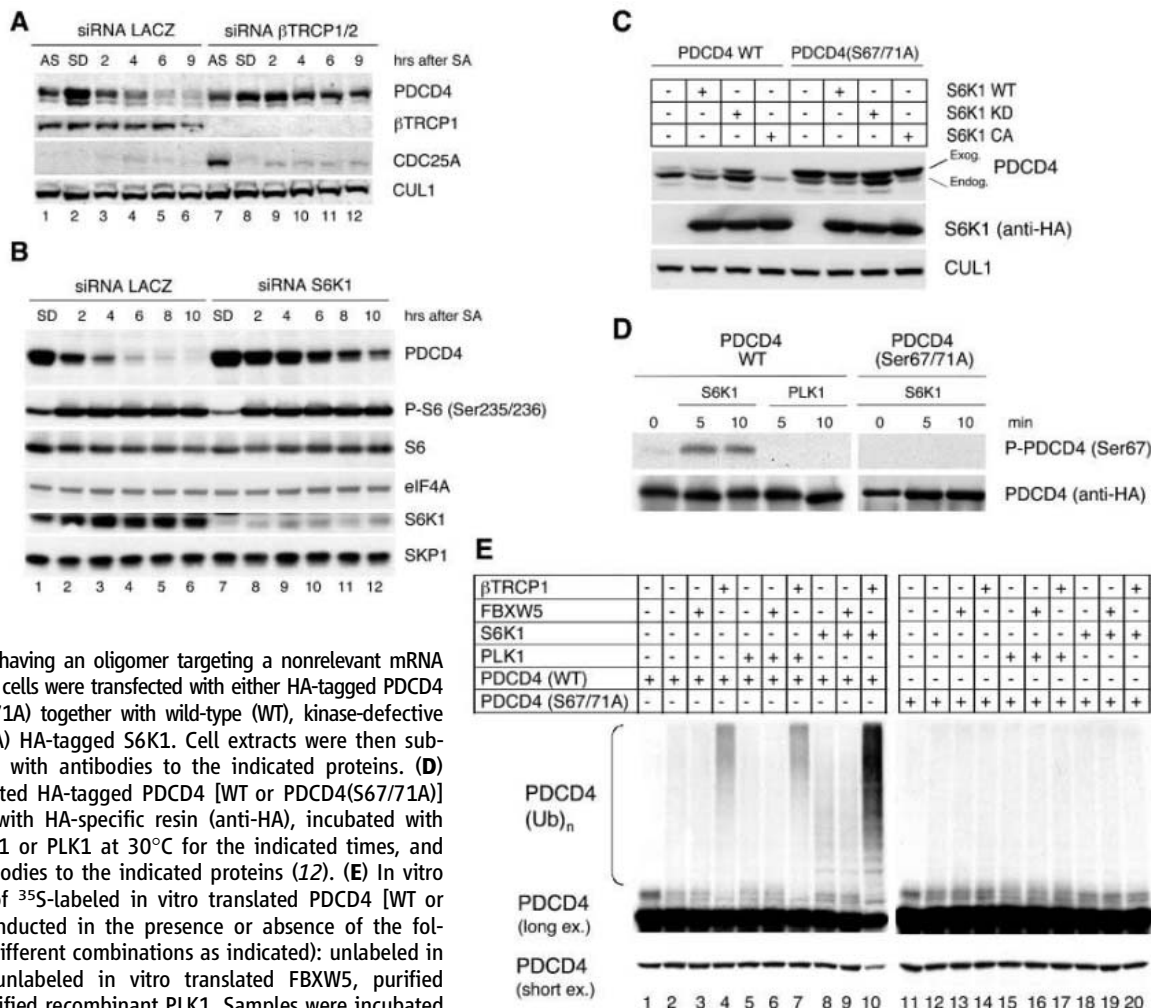 A
siRNA LACZ siRNA βTRCP1/2
AS SD 2 4 6 9 AS SD 2 4 6 9 hrs after SA
PDCD4
βTRCP1
CDC25A
CUL1
1 2 3 4 5 6 7 8 9 10 11 12
B
siRNA LACZ siRNA S6K1
SD 2 4 6 8 10 SD 2 4 6 8 10 hrs after SA
PDCD4
P-S6 (Ser235/236)
S6
eIF4A
S6K1
SKP1
1 2 3 4 5 6 7 8 9 10 11 12
having an oligomer targeting a nonrelevant mRNA
cells were transfected with either HA-tagged PDCD4
/1A) together with wild-type (WT), kinase-defective
A) HA-tagged S6K1. Cell extracts were then sub-
with antibodies to the indicated proteins. (D)
ted HA-tagged PDCD4 [WT or PDCD4(S67/71A)]
with HA-specific resin (anti-HA), incubated with
1 or PLK1 at 30°C for the indicated times, and
odies to the indicated proteins (12). (E) In vitro
of ³⁵S-labeled in vitro translated PDCD4 [WT or
nducted in the presence or absence of the fol-
different combinations as indicated): unlabeled in
unlabeled in vitro translated FBXW5, purified
ified recombinant PLK1. Samples were incubated
C
PDCD4 WT PDCD4(S67/71A)
- + - - - + - - S6K1 WT
- - + - - - + - S6K1 KD
- - - + - - - + S6K1 CA
Exog.
PDCD4
Endog.
S6K1 (anti-HA)
CUL1
D
PDCD4 WT PDCD4 (Ser67/71A)
S6K1 PLK1 S6K1
0 5 10 5 10 0 5 10 min
P-PDCD4 (Ser67)
PDCD4 (anti-HA)
E
βTRCP1 - - - + - - + - - + - - - + - - + - - +
FBXW5 - - + - - + - - + - - - + - - + - - + -
S6K1 - - - - - - - + + + - - - - - - - + + +
PLK1 - - - - + + + - - - - - - - + + + - - -
PDCD4 (WT) + + + + + + + + + + - - - - - - - - - -
PDCD4 (S67/71A) - - - - - - - - - - + + + + + + + + + +
PDCD4
(Ub)n
PDCD4
(long ex.)
PDCD4
(short ex.)
1 2 3 4 5 6 7 8 9 10 11 12 13 14 15 16 17 18 19 20